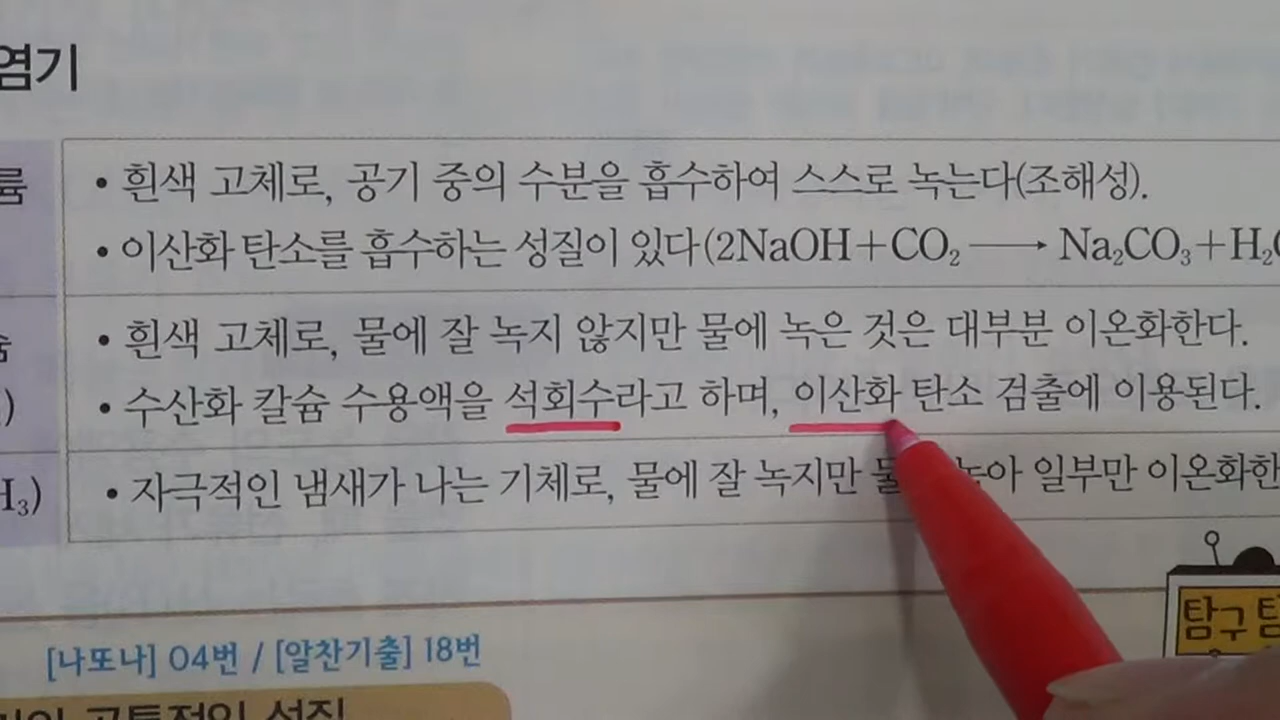 염기
• 흰색 고체로, 공기 중의 수분을 흡수하여 스스로 녹는다(조해성).
• 이산화 탄소를 흡수하는 성질이 있다(2NaOH+CO₂ ⟶ Na₂CO₃+H₂
• 흰색 고체로, 물에 잘 녹지 않지만 물에 녹은 것은 대부분 이온화한다.
• 수산화 칼슘 수용액을 석회수라고 하며, 이산화 탄소 검출에 이용된다.
H₃)
• 자극적인 냄새가 나는 기체로, 물에 잘 녹지만 녹아 일부만 이온화한
탐구
[나또나] 04번 / [알찬기출] 18번
공통적인 성질